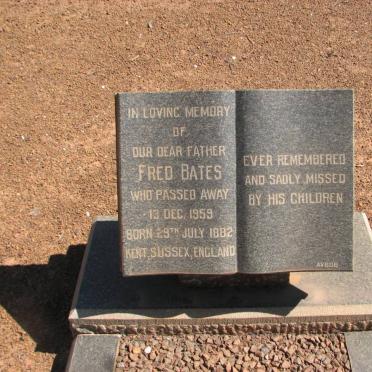 IN LOVING MEMORY
OF
OUR DEAR FATHER
FRED BATES
WHO PASSED AWAY
13 DEC. 1959
BORN 29TH JULY 1882
KENT, SUSSEX, ENGLAND
EVER REMEMBERED
AND SADLY MISSED
BY HIS CHILDREN